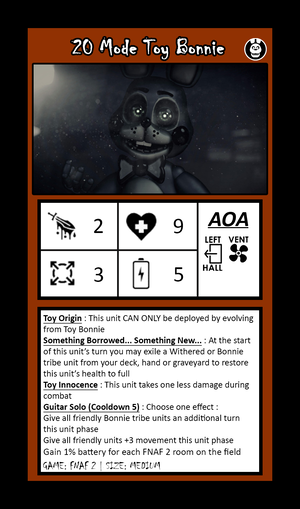 20 Mode Toy Bonnie
2
9
AOA
LEFT VENT
HALL
3
5
Toy Origin : This unit CAN ONLY be deployed by evolving
from Toy Bonnie
Something Borrowed... Something New... : At the start
of this unit's turn you may exile a Withered or Bonnie
tribe unit from your deck, hand or graveyard to restore
this unit's health to full
Toy Innocence : This unit takes one less damage during
combat
Guitar Solo (Cooldown 5) : Choose one effect :
Give all friendly Bonnie tribe units an additional turn
this unit phase
Give all friendly units +3 movement this unit phase
Gain 1% battery for each FNAF 2 room on the field
GAME: FNAF 2 | SIZE: MEDIUM